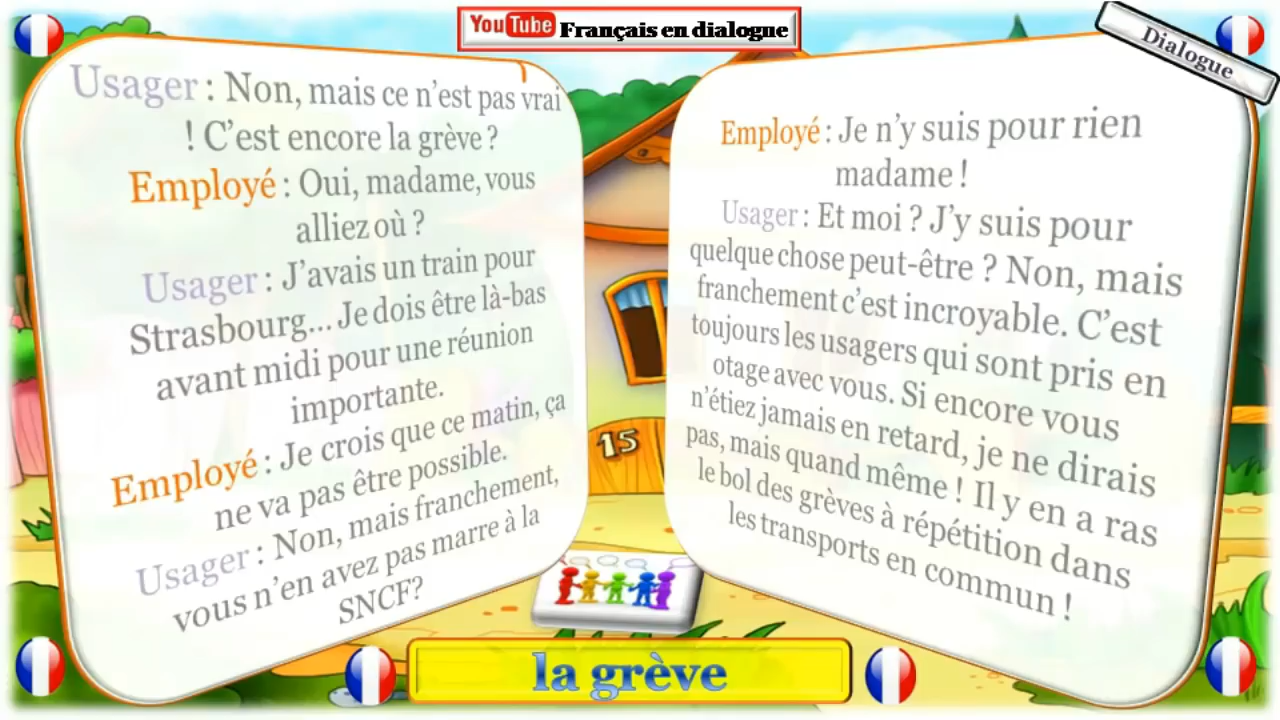 YouTube Français en dialogue
Dialogue
Usager : Non, mais ce n'est pas vrai
! C'est encore la grève ?
Employé : Oui, madame, vous
alliez où ?
Usager : J'avais un train pour
Strasbourg... Je dois être là-bas
avant midi pour une réunion
importante.
Employé : Je crois que ce matin, ça
ne va pas être possible.
Usager : Non, mais franchement,
vous n'en avez pas marre à la
SNCF?
Employé : Je n'y suis pour rien
madame !
Usager : Et moi ? J'y suis pour
quelque chose peut-être ? Non, mais
franchement c'est incroyable. C'est
toujours les usagers qui sont pris en
otage avec vous. Si encore vous
n'étiez jamais en retard, je ne dirais
pas, mais quand même ! Il y en a ras
le bol des grèves à répétition dans
les transports en commun !
15
la grève